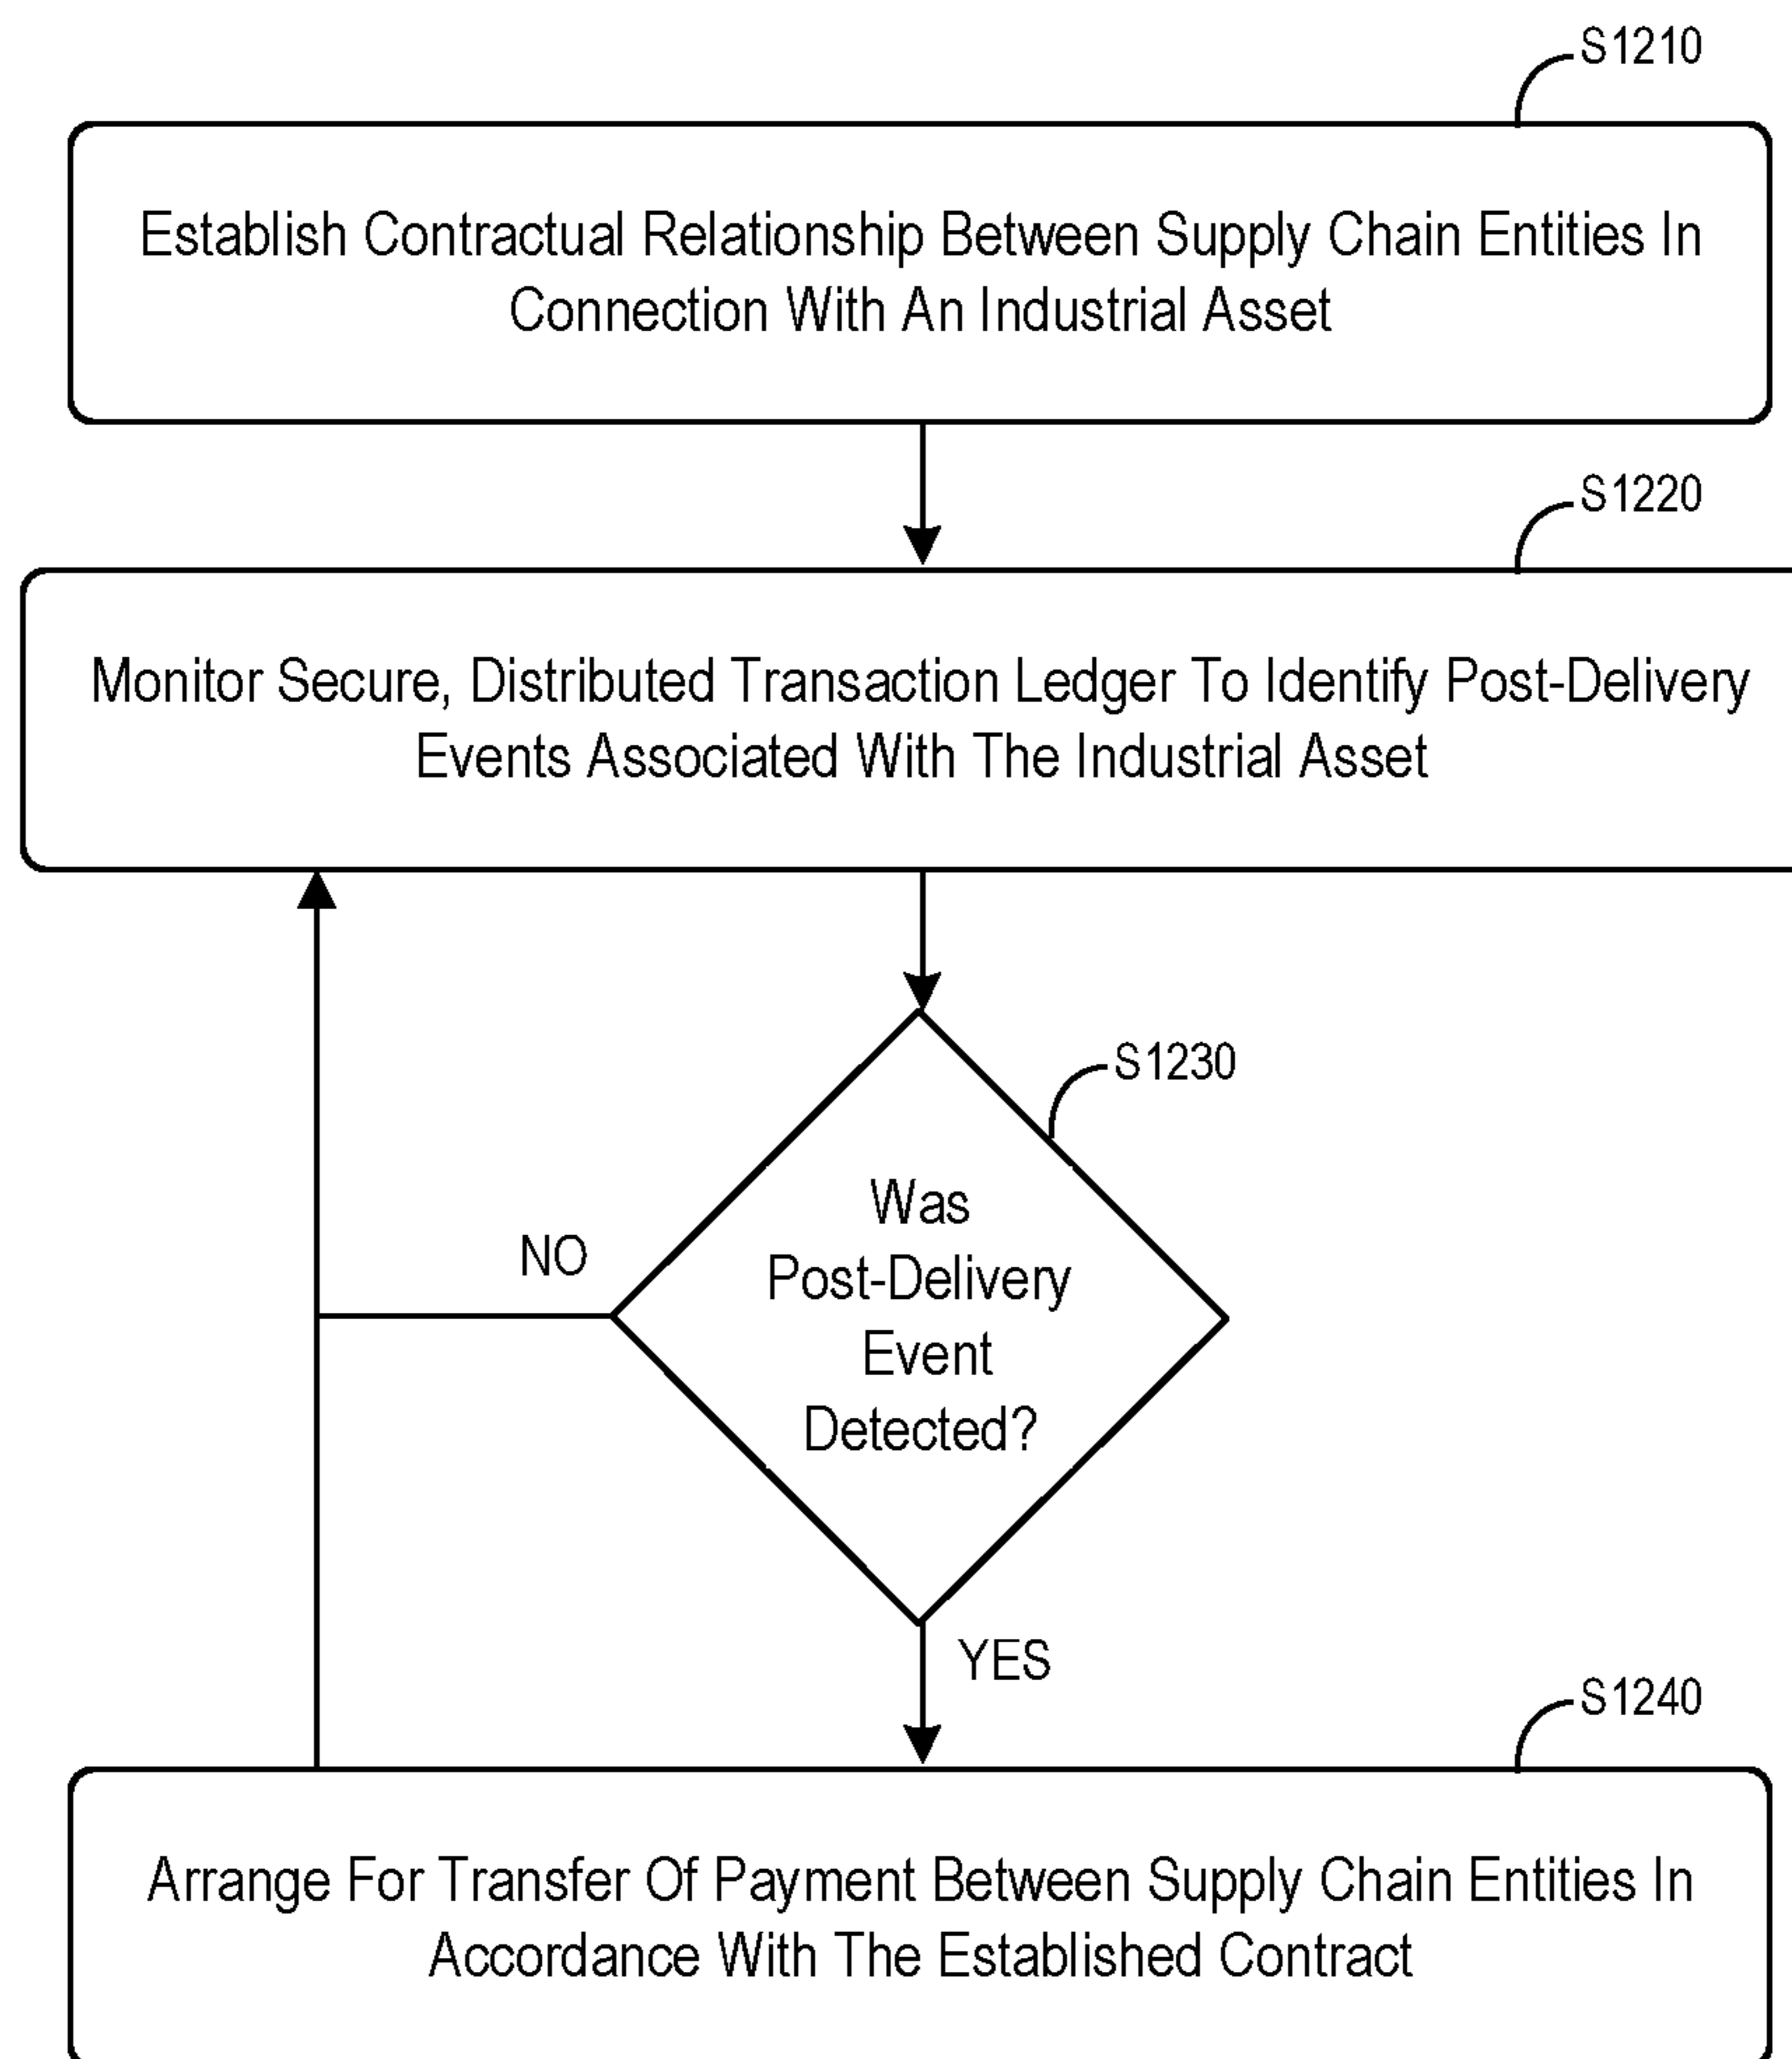 S1210
Establish Contractual Relationship Between Supply Chain Entities In
Connection With An Industrial Asset
S1220
Monitor Secure, Distributed Transaction Ledger To Identify Post-Delivery
Events Associated With The Industrial Asset
S1230
Was
Post-Delivery
Event
Detected?
NO
YES
S1240
Arrange For Transfer Of Payment Between Supply Chain Entities In
Accordance With The Established Contract